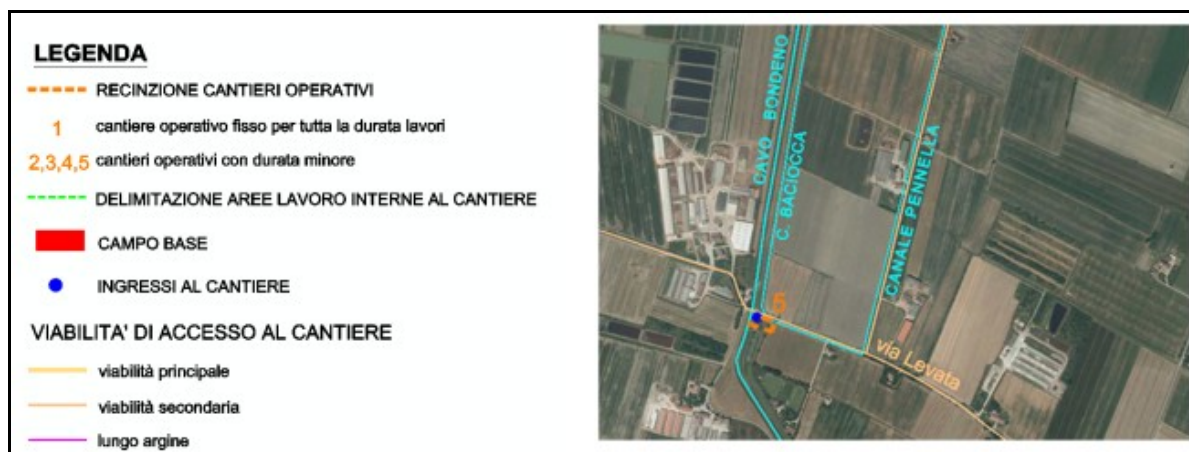 LEGENDA
RECINZIONE CANTIERI OPERATIVI
1 cantiere operativo fisso per tutta la durata lavori
2,3,4,5 cantieri operativi con durata minore
DELIMITAZIONE AREE LAVORO INTERNE AL CANTIERE
CAMPO BASE
INGRESSI AL CANTIERE
VIABILITA' DI ACCESSO AL CANTIERE
viabilità principale
viabilità secondaria
lungo argine
CAVO BONDENO
C. BACIOCCA
CANALE PENNELLA
5
via Levata